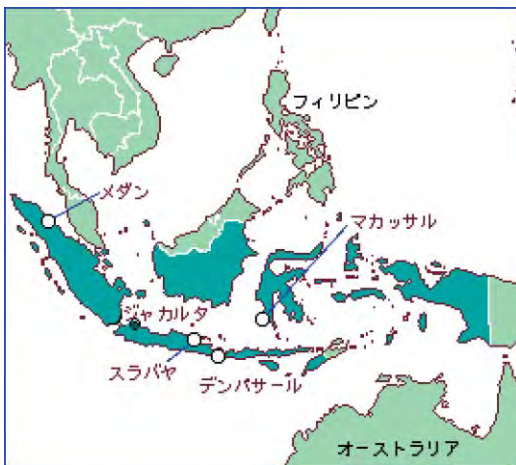 フィリピン
メダン
マカッサル
ジャカルタ
スラバヤ
デンパサール
オーストラリア